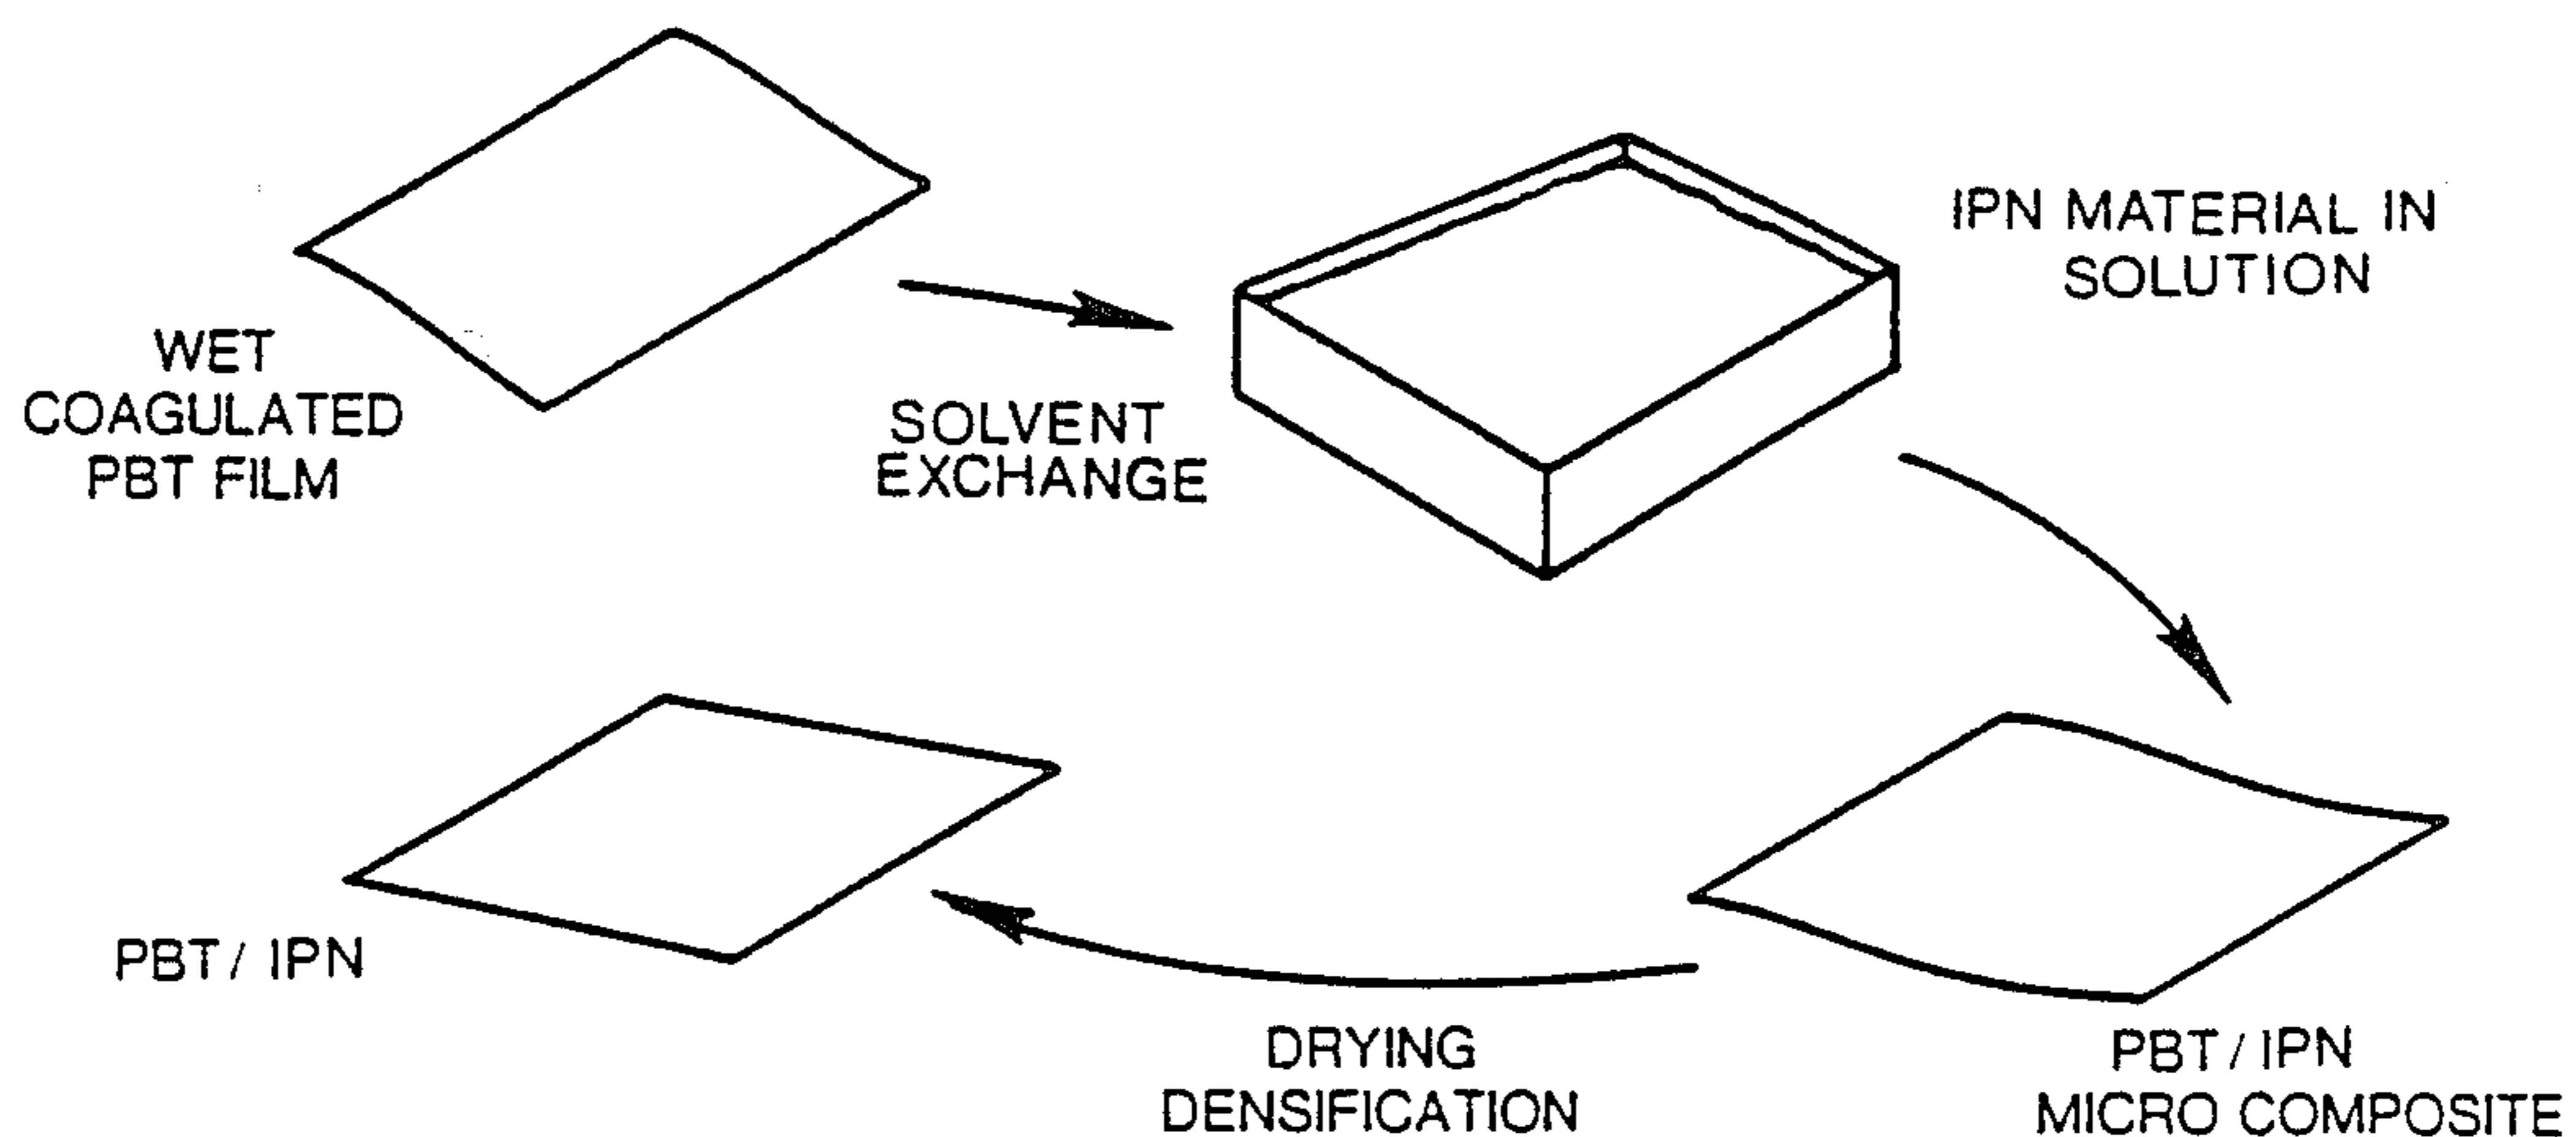 WET
COAGULATED
PBT FILM
SOLVENT
EXCHANGE
IPN MATERIAL IN
SOLUTION
PBT / IPN
MICRO COMPOSITE
DRYING
DENSIFICATION
PBT / IPN